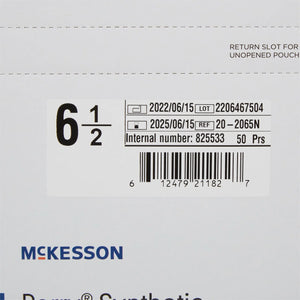 RETURN SLOT FOR
UNOPENED POUCH
6 1/2
2022/06/15 LOT 2206467504
2025/06/15 REF 20-2065N
Internal number: 825533 50 Prs
6 12479 21182 7
MCKESSON
Synthetic